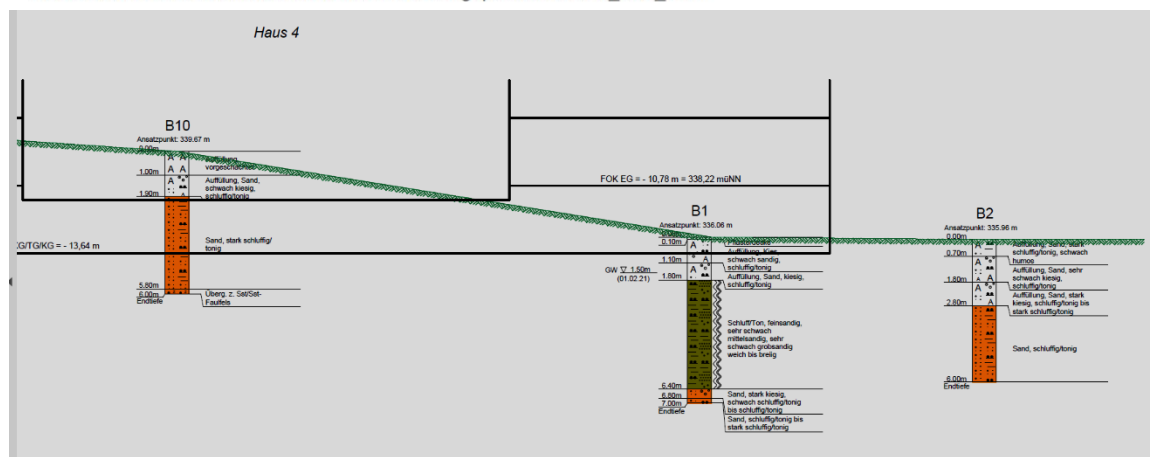 Haus 4
B10
Ansatzpunkt: 339.67 m
0.00m
Auffüllung,
vorgeschachtet
1.00m
Auffüllung, Sand,
schwach kiesig,
schluffig/tonig
1.90m
Sand, stark schluffig/
tonig
5.80m
6.00m
Endtiefe
Überg. z. Sst/Sst-
Faulfels
KG/TG/KG = - 13,64 m
FOK EG = - 10,78 m = 338,22 müNN
B1
Ansatzpunkt: 336.06 m
0.00m
0.10m
Pflasterdecke
Auffüllung, Kies,
schwach sandig,
schluffig/tonig
1.10m
GW ▽ 1.50m
(01.02.21)
1.80m
Auffüllung, Sand, kiesig,
schluffig/tonig
Schluff/Ton, feinsandig,
sehr schwach
mittelsandig, sehr
schwach grobsandig
weich bis breiig
6.40m
6.80m
7.00m
Endtiefe
Sand, stark kiesig,
schwach schluffig/tonig
bis schluffig/tonig
Sand, schluffig/tonig bis
stark schluffig/tonig
B2
Ansatzpunkt: 335.96 m
0.00m
Auffüllung, Sand, stark
schluffig/tonig, schwach
humos
0.70m
Auffüllung, Sand, sehr
schwach kiesig,
schluffig/tonig
1.80m
Auffüllung, Sand, stark
kiesig, schluffig/tonig bis
stark schluffig/tonig
2.80m
Sand, schluffig/tonig
6.00m
Endtiefe